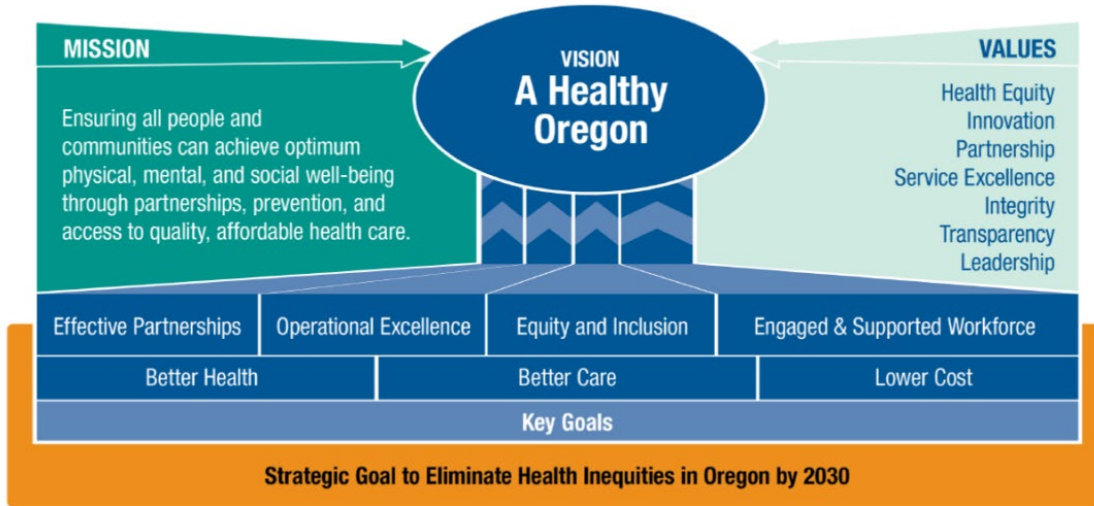 MISSION
Ensuring all people and
communities can achieve optimum
physical, mental, and social well-being
through partnerships, prevention, and
access to quality, affordable health care.
VISION
A Healthy
Oregon
VALUES
Health Equity
Innovation
Partnership
Service Excellence
Integrity
Transparency
Leadership
Effective Partnerships
Operational Excellence
Equity and Inclusion
Engaged & Supported Workforce
Better Health
Better Care
Lower Cost
Key Goals
Strategic Goal to Eliminate Health Inequities in Oregon by 2030